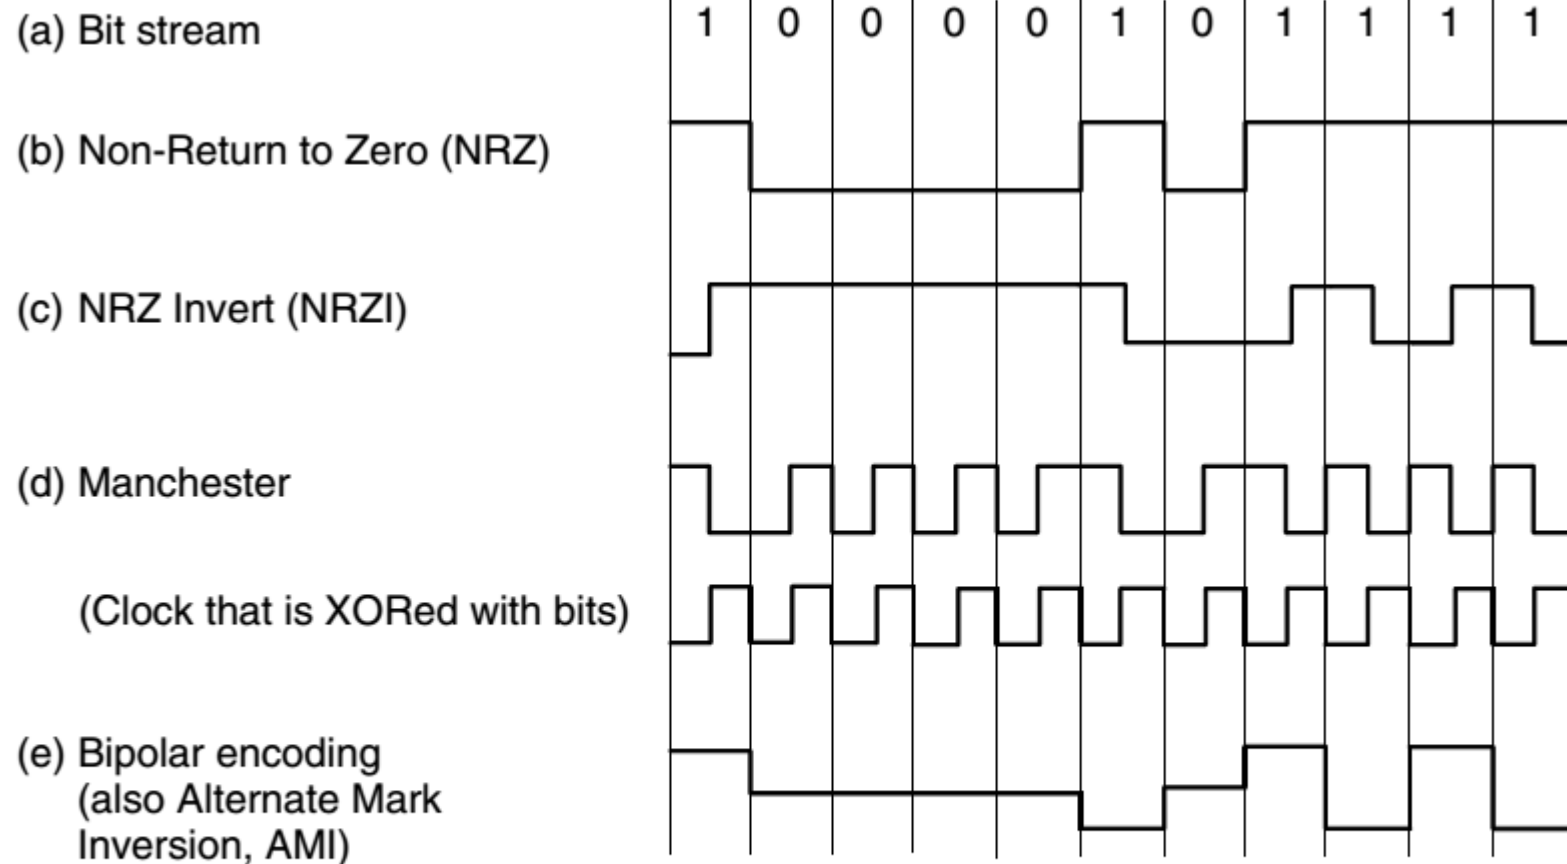 (a) Bit stream 1 0 0 0 0 1 0 1 1 1 1
(b) Non-Return to Zero (NRZ)
(c) NRZ Invert (NRZI)
(d) Manchester
(Clock that is XORed with bits)
(e) Bipolar encoding
(also Alternate Mark
Inversion, AMI)